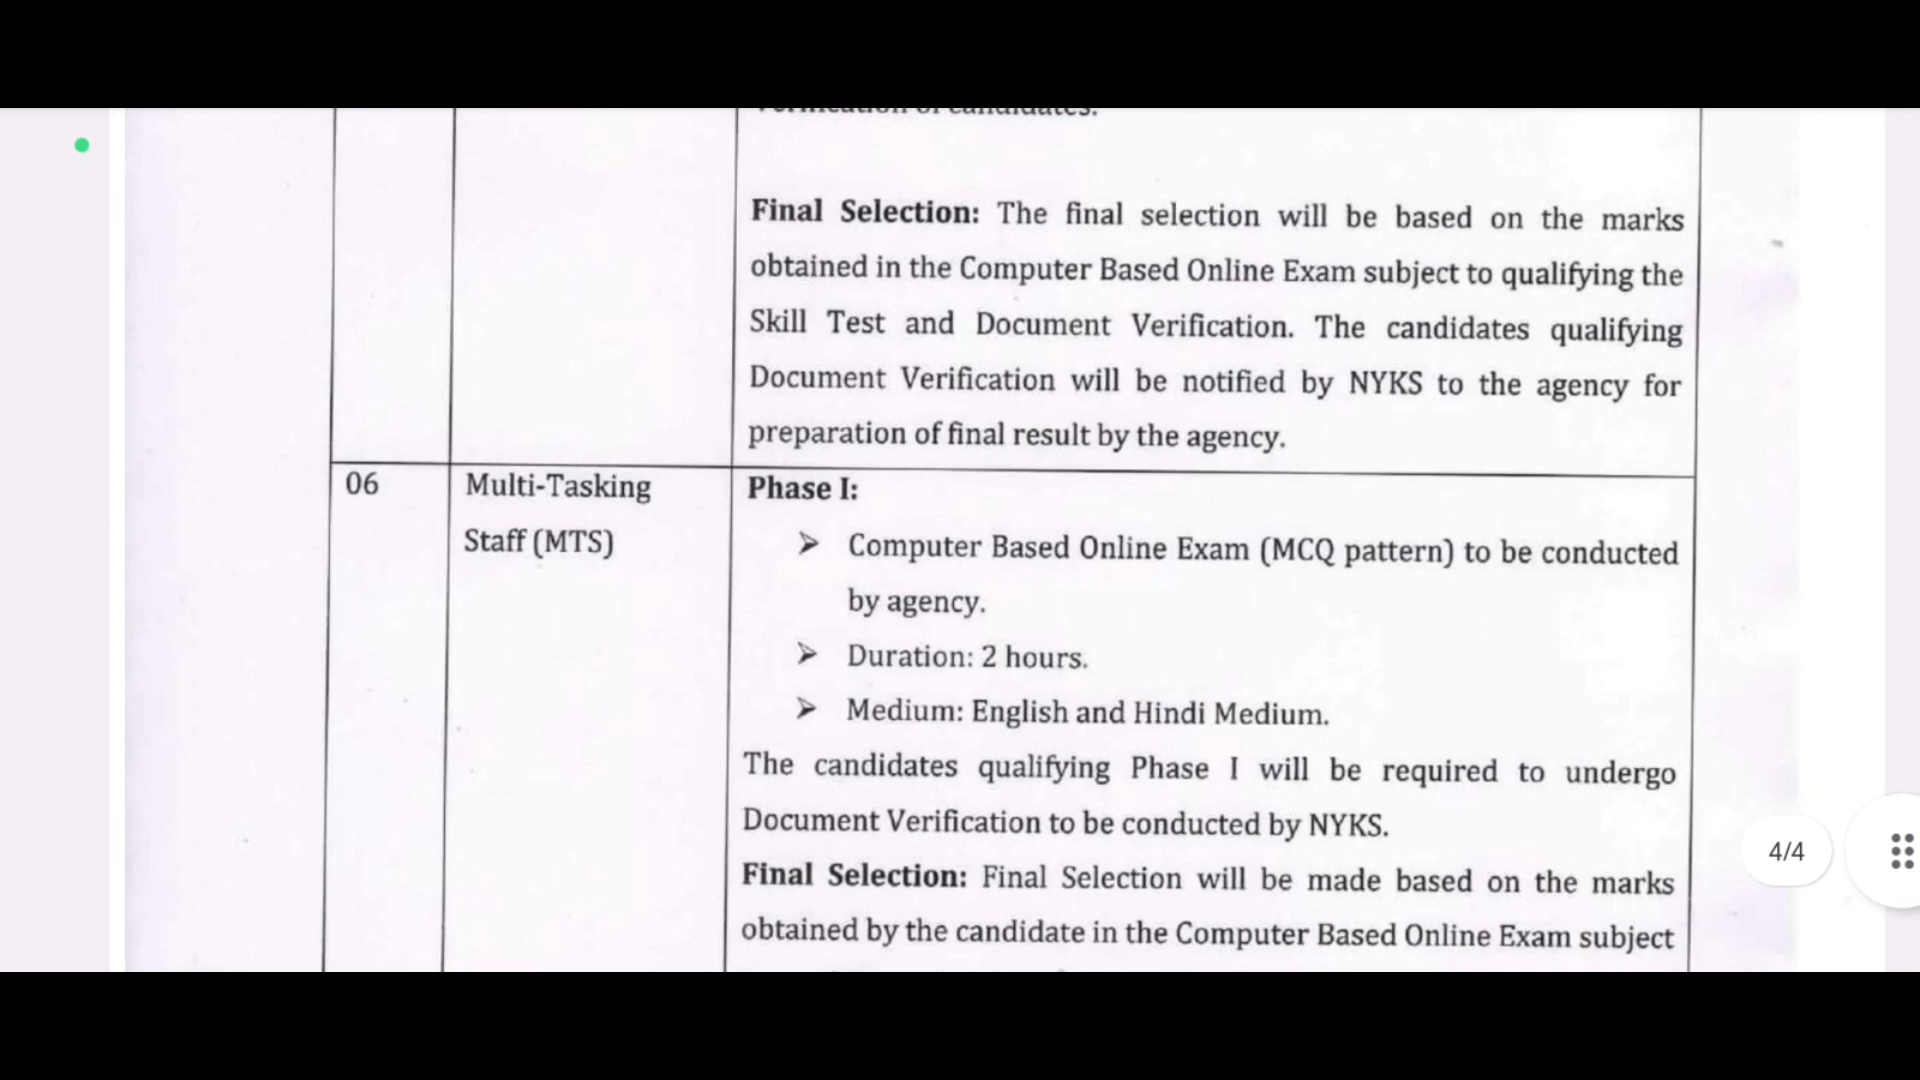 Verification of candidates.
Final Selection: The final selection will be based on the marks
obtained in the Computer Based Online Exam subject to qualifying the
Skill Test and Document Verification. The candidates qualifying
Document Verification will be notified by NYKS to the agency for
preparation of final result by the agency.
06 Multi-Tasking Phase I:
Staff (MTS) ➢ Computer Based Online Exam (MCQ pattern) to be conducted
by agency.
➢ Duration: 2 hours.
➢ Medium: English and Hindi Medium.
The candidates qualifying Phase I will be required to undergo
Document Verification to be conducted by NYKS.
4/4
Final Selection: Final Selection will be made based on the marks
obtained by the candidate in the Computer Based Online Exam subject